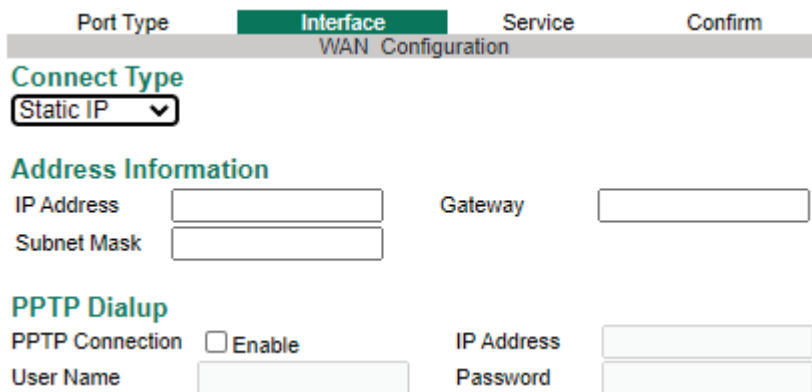 Port Type Interface Service Confirm
WAN Configuration
Connect Type
Static IP
Address Information
IP Address Gateway
Subnet Mask
PPTP Dialup
PPTP Connection Enable IP Address
User Name Password